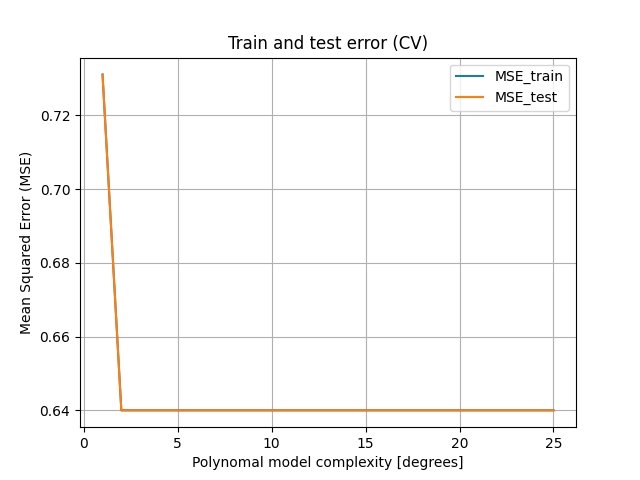 Train and test error (CV)
MSE_train
MSE_test
0.72
0.70
0.68
0.66
0.64
Mean Squared Error (MSE)
0
5
10
15
20
25
Polynomal model complexity [degrees]